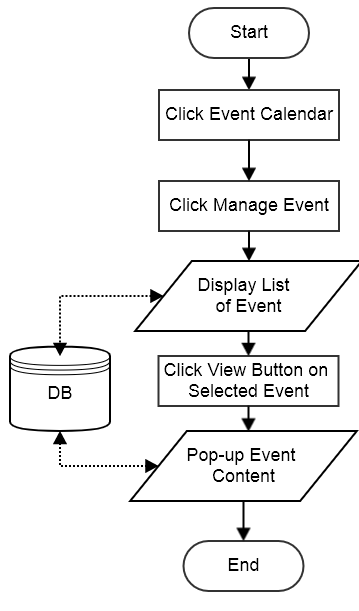 Start
Click Event Calendar
Click Manage Event
Display List
of Event
Click View Button on
Selected Event
DB
Pop-up Event
Content
End